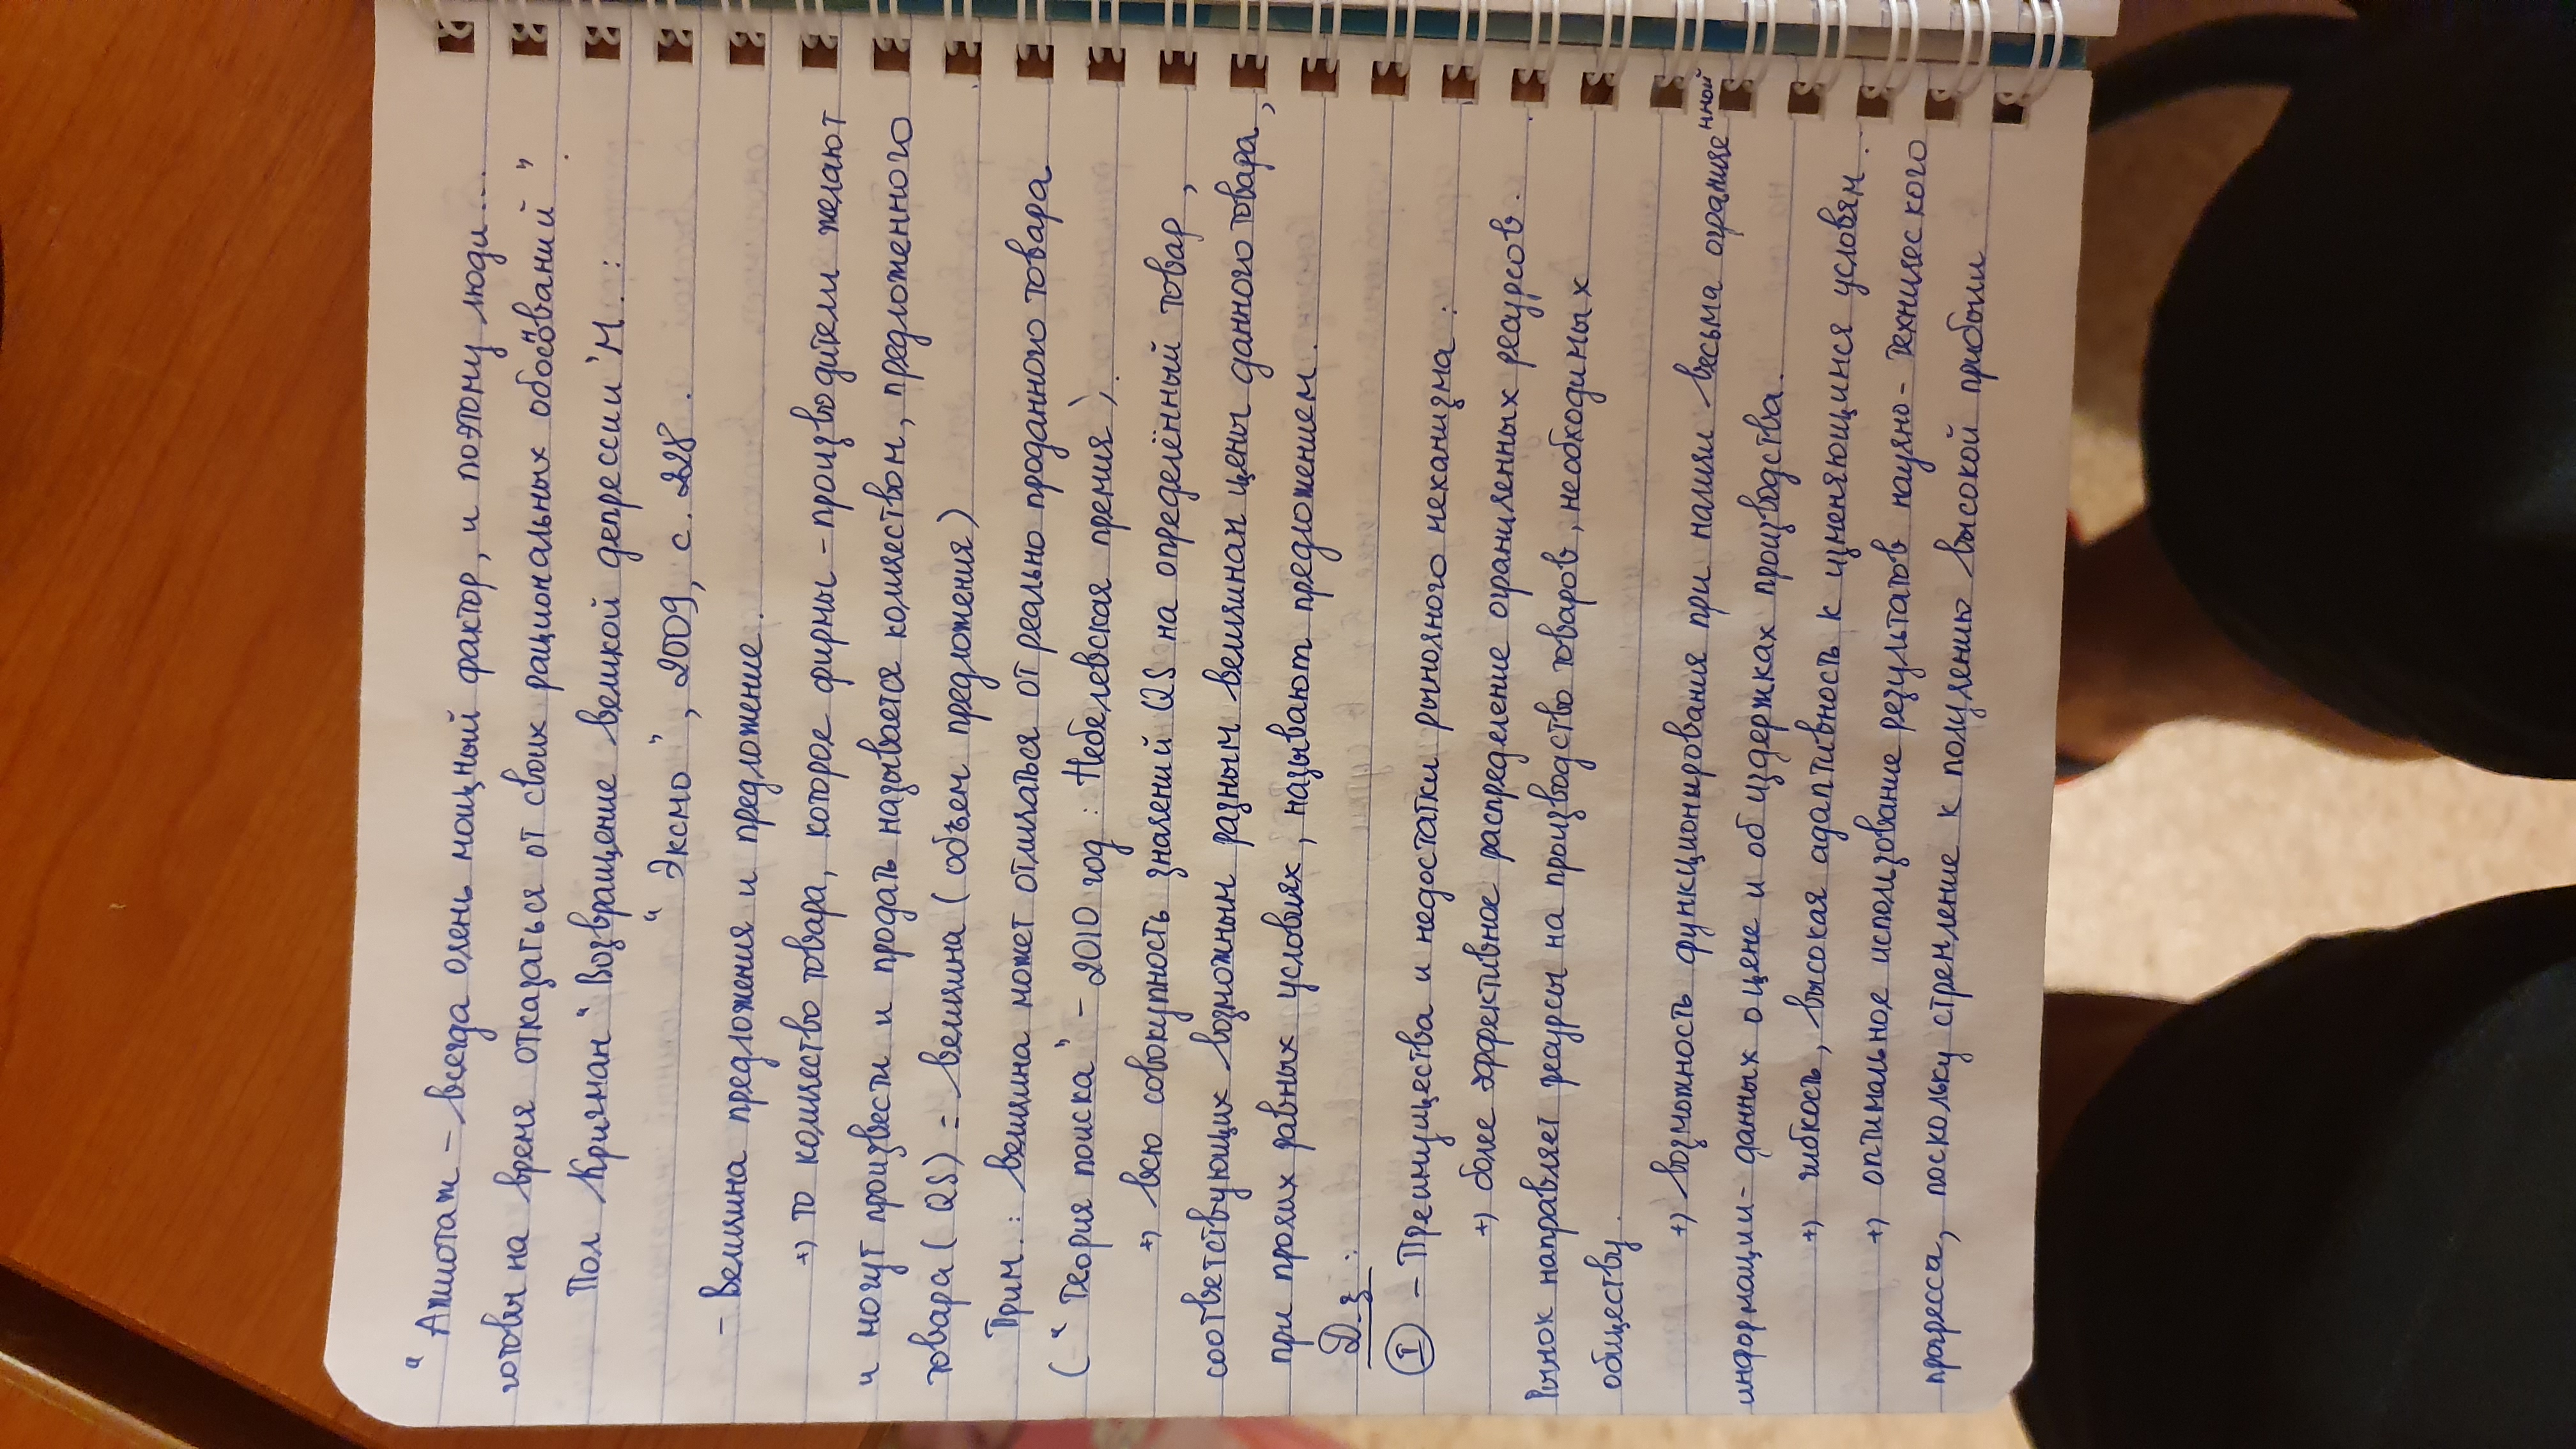 " Ажиотаж – всегда очень мощный фактор, и поэтому люди...
готовы на время отказаться от своих рациональных обоснований ".
Пол Кругман " Возвращение великой депрессии " М. :
" Эксмо ", 2009, с. 228 .
– Величина предложения и предложение.
+) то количество товара, которое фирмы – производители желают
и могут произвести и продать называется количеством, предложенного
товара ( QS) = величина ( объем предложения )
Прим. : величина может отличаться от реально проданного товара
( " Теория поиска " – 2010 год : Небелевская премия ).
+) всю совокупность значений QS на определённый товар ,
соответствующих возможным разным величинам цены данного товара ,
при прочих равных условиях, называют предложением .
Д.з :
I – Преимущества и недостатки рыночного механизма :
+) более эффективное распределение ограниченных ресурсов .
Рынок направляет ресурсы на производство товаров, необходимых
обществу .
+) возможность функционирования при наличи весьма ограниченной
информации - данных о цене и об издержках производства .
+) гибкость, высокая адаптивность к изменяющимся условям .
+) оптимальное использование результатов научно - технического
прогресса, поскольку стремление к получению высокой прибыли